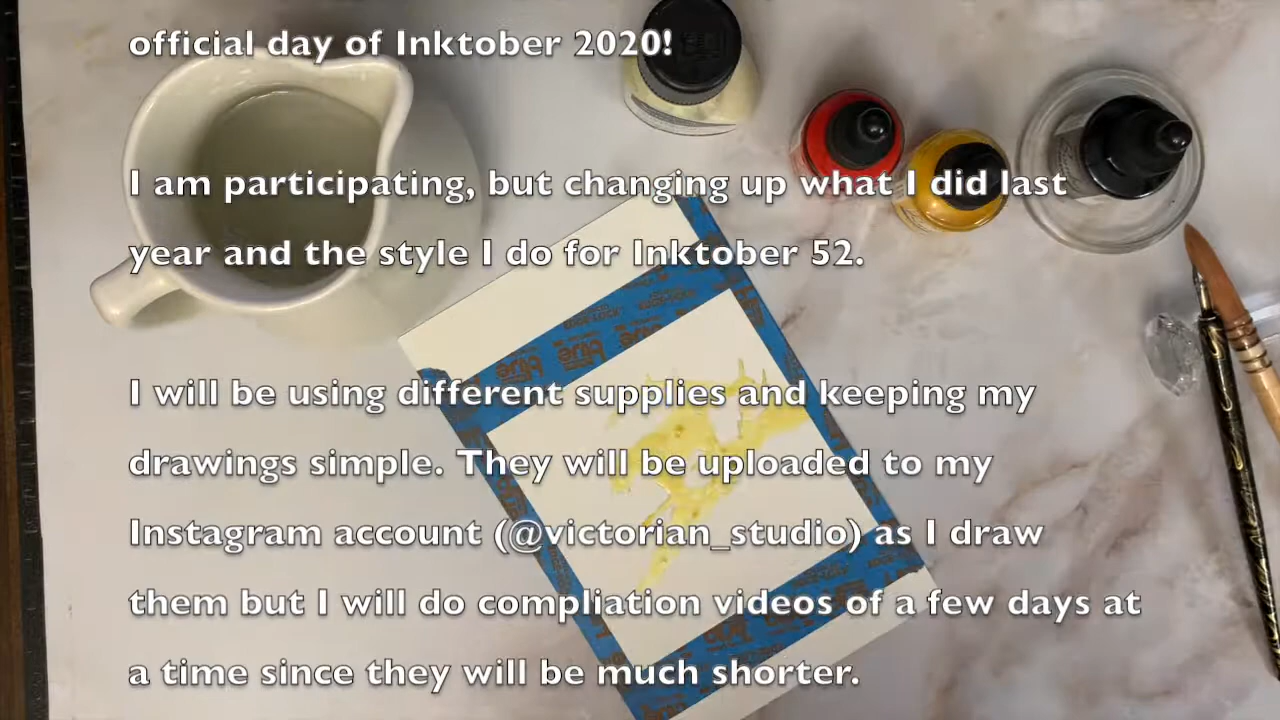 official day of Inktober 2020!
I am participating, but changing up what I did last
year and the style I do for Inktober 52.
I will be using different supplies and keeping my
drawings simple. They will be uploaded to my
Instagram account (@victorian_studio) as I draw
them but I will do compliation videos of a few days at
a time since they will be much shorter.